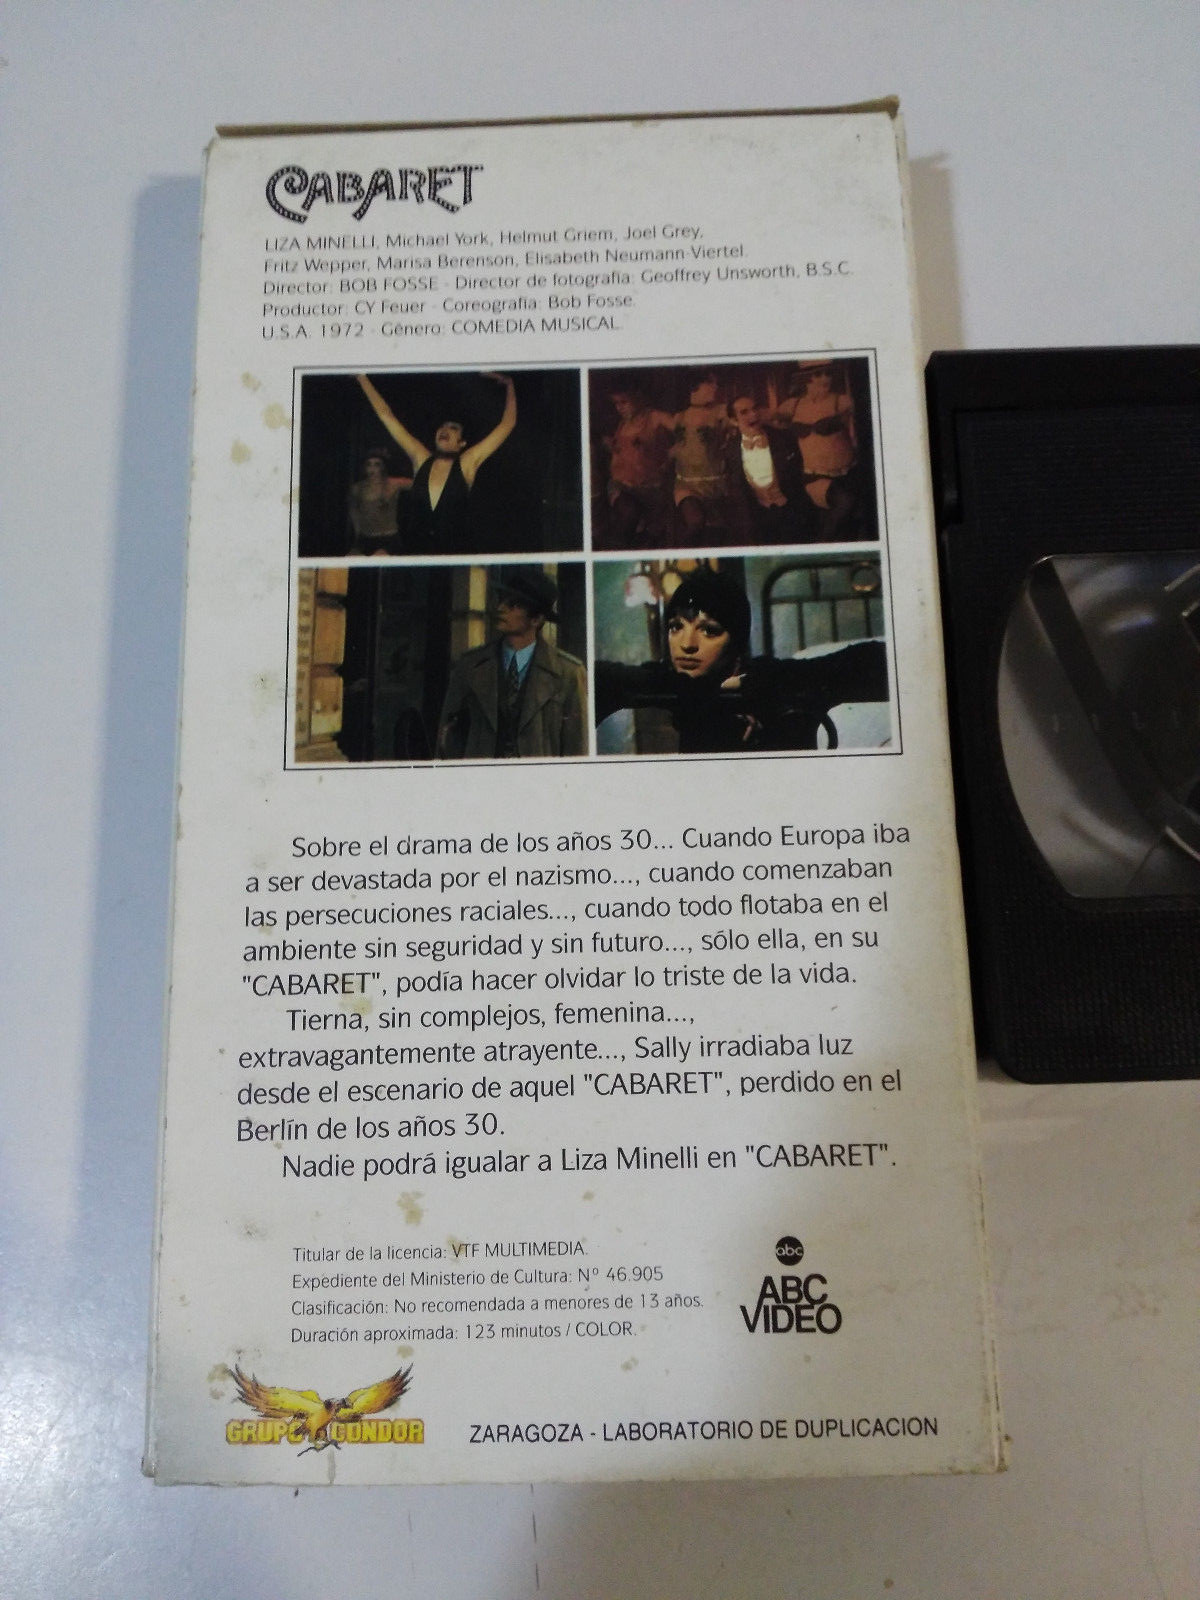 CABARET
LIZA MINELLI, Michael York, Helmut Griem, Joel Grey,
Fritz Wepper, Marisa Berenson, Elisabeth Neumann-Viertel.
Director: BOB FOSSE - Director de fotografia: Geoffrey Unsworth, B.S.C.
Productor: CY Feuer - Coreografia: Bob Fosse.
U.S.A. 1972 - Género: COMEDIA MUSICAL
Sobre el drama de los años 30... Cuando Europa iba
a ser devastada por el nazismo..., cuando comenzaban
las persecuciones raciales..., cuando todo flotaba en el
ambiente sin seguridad y sin futuro..., sólo ella, en su
"CABARET", podía hacer olvidar lo triste de la vida.
Tierna, sin complejos, femenina...,
extravagantemente atrayente..., Sally irradiaba luz
desde el escenario de aquel "CABARET", perdido en el
Berlín de los años 30.
Nadie podrá igualar a Liza Minelli en "CABARET".
Titular de la licencia: VTF MULTIMEDIA.
Expediente del Ministerio de Cultura: Nº 46.905
Clasificación: No recomendada a menores de 13 años.
Duración aproximada: 123 minutos / COLOR.
abc
ABC
VIDEO
GRUPO CONDOR
ZARAGOZA - LABORATORIO DE DUPLICACION